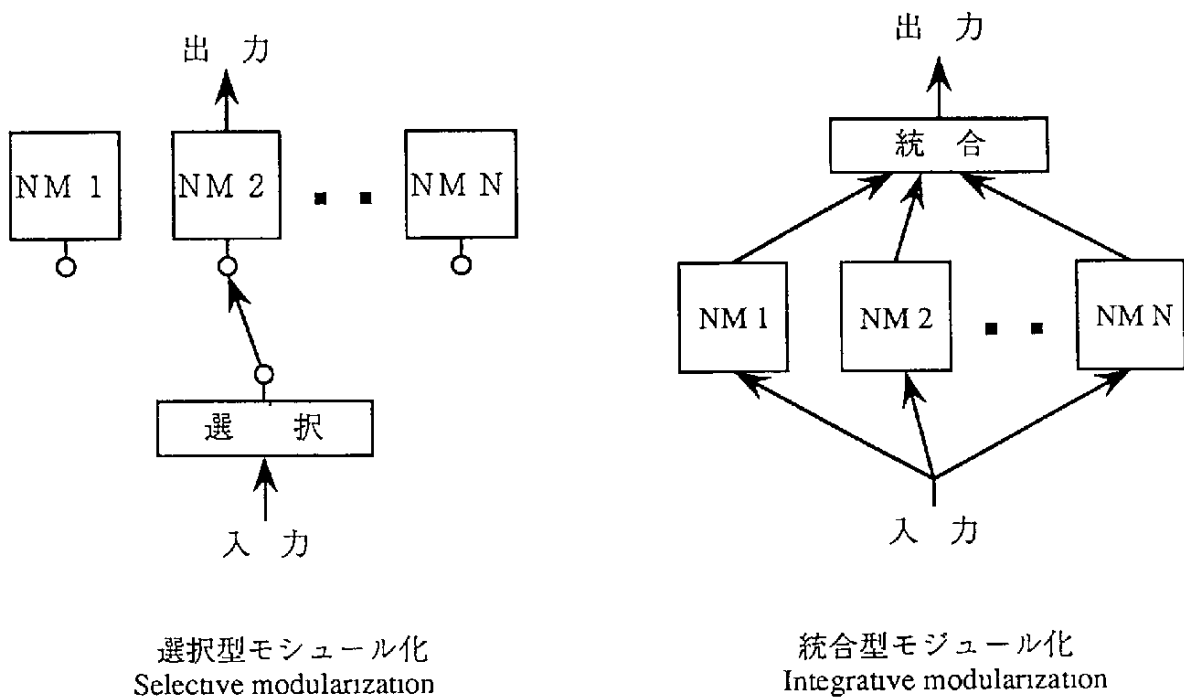 出 力
NM 1
NM 2
NM N
選 択
入 力
選択型モシュール化
Selective modularization
出 力
統 合
NM 1
NM 2
NM N
入 力
統合型モジュール化
Integrative modularization